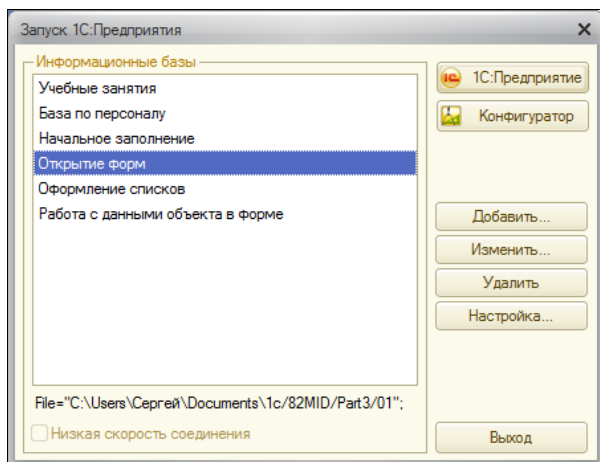 Запуск 1С:Предприятия
Информационные базы
Учебные занятия
База по персоналу
Начальное заполнение
Открытие форм
Оформление списков
Работа с данными объекта в форме
File="C:\Users\Сергей\Documents\1c/82MID/Part3/01";
Низкая скорость соединения
1С:Предприятие
Конфигуратор
Добавить...
Изменить...
Удалить
Настройка...
Выход